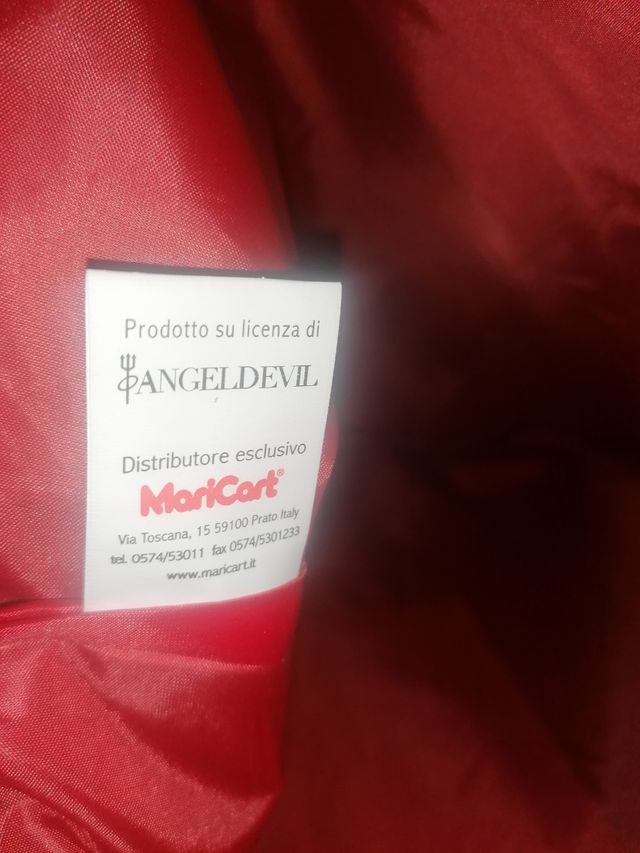 Prodotto su licenza di
ANGELDEVIL
Distributore esclusivo
MariCart®
Via Toscana, 15 59100 Prato Italy
tel. 0574/53011 fax 0574/5301233
www.maricart.it